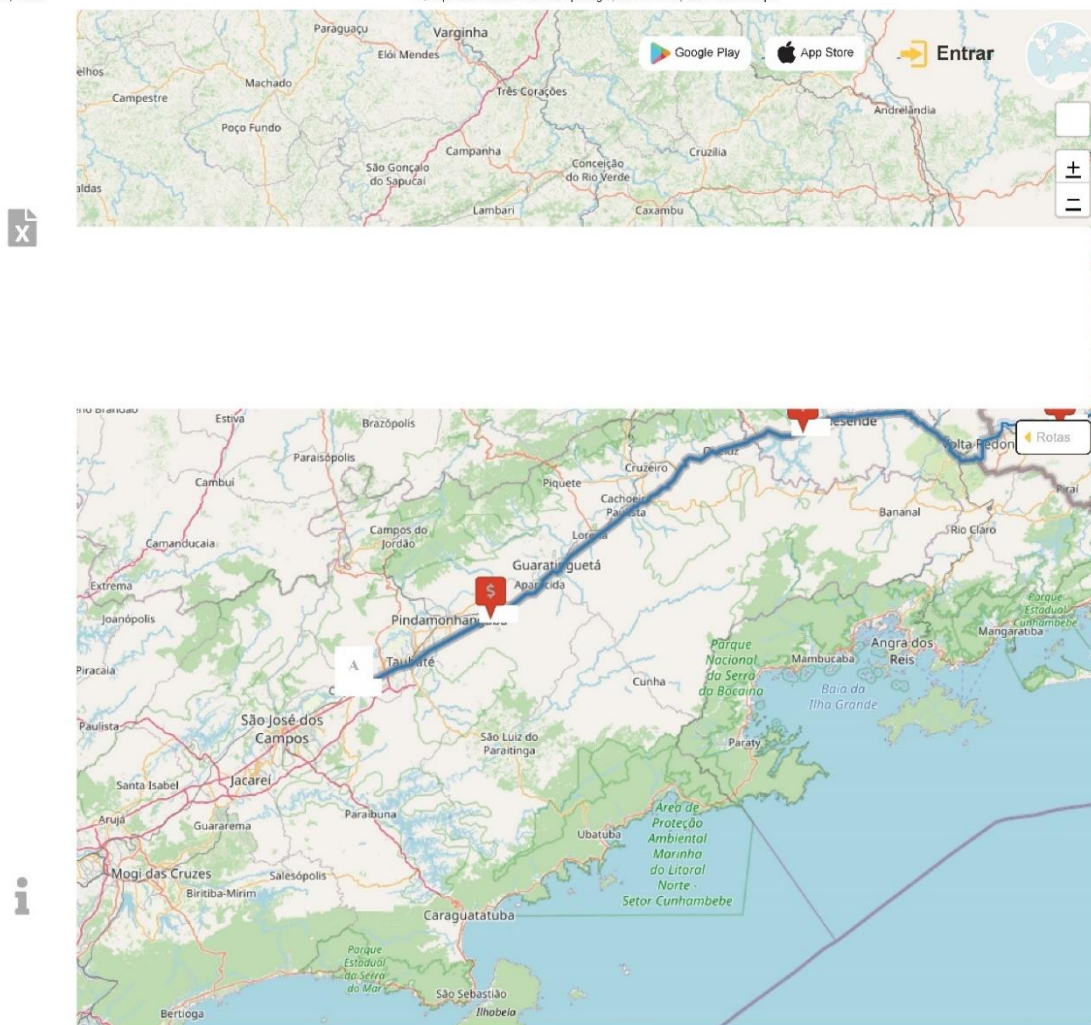 Paraguaçu
Varginha
Elói Mendes
Google Play
App Store
Entrar
Machado
Campestre
Três Corações
Andrelândia
Poço Fundo
Campanha
Cruzília
São Gonçalo
do Sapucaí
Conceição
do Rio Verde
Lambari
Caxambu
+
−
X
Estiva
Brazópolis
Rotas
Paraisópolis
Cruzeiro
Piquete
Cambuí
Cachoeira
Paulista
Bananal
Piraí
Rio Claro
Campos do
Jordão
Camanducaia
Lorena
Guaratinguetá
Aparecida
Extrema
$
Joanópolis
Pindamonhangaba
Parque
Estadual
Cunhambebe
Mangaratiba
Angra dos
Reis
Parque
Nacional
da Serra
da Bocaina
Mambucaba
A
Taubaté
Piracaia
Cunha
Baía da
Ilha Grande
Paulista
São José dos
Campos
São Luiz do
Paraitinga
Paraty
Santa Isabel
Jacareí
Arujá
Guararema
Paraibuna
Área de
Proteção
Ambiental
Marinha
do Litoral
Norte -
Setor Cunhambebe
Ubatuba
Mogi das Cruzes
Salesópolis
Biritiba-Mirim
i
Caraguatatuba
Parque
Estadual
da Serra
do Mar
São Sebastião
Ilhabela
Bertioga